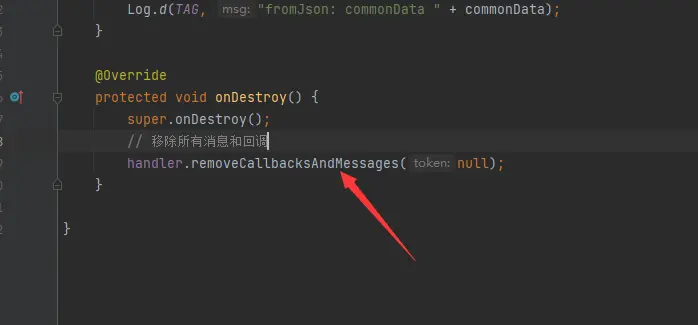 Log.d(TAG, msg: "fromJson: commonData " + commonData);
}
@Override
protected void onDestroy() {
super.onDestroy();
// 移除所有消息和回调
handler.removeCallbacksAndMessages( token: null);
}
}